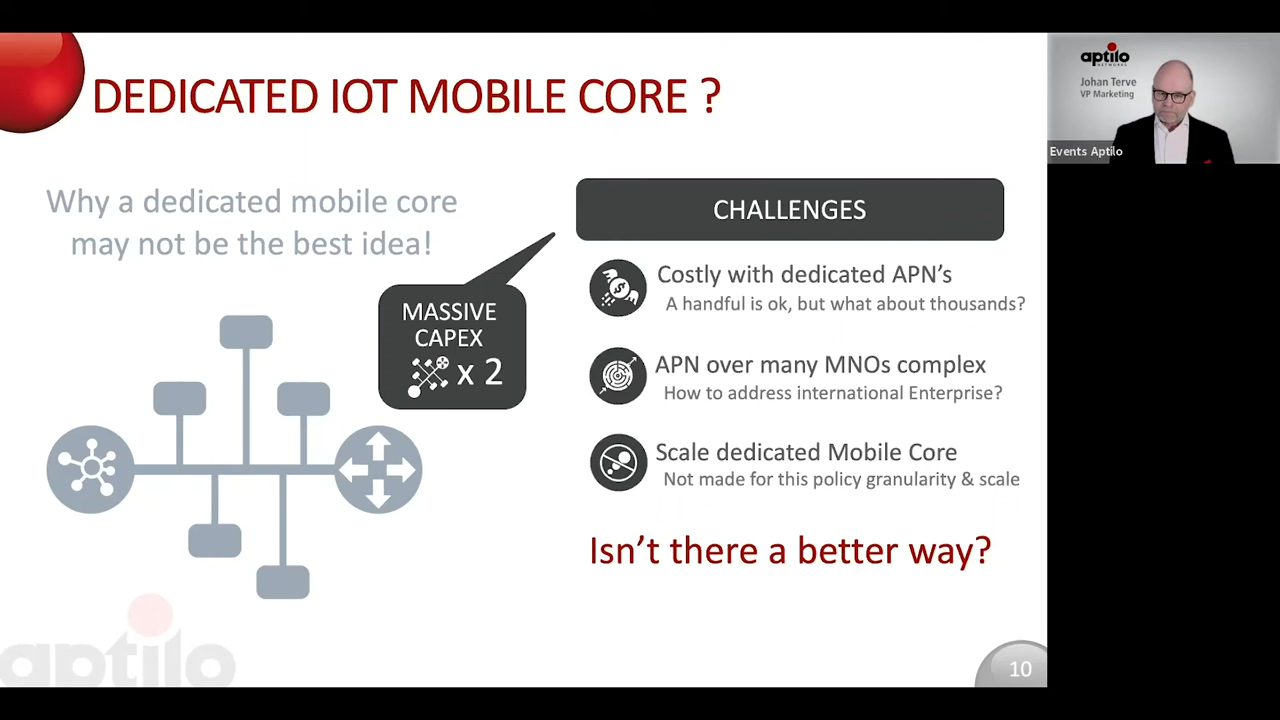 DEDICATED IOT MOBILE CORE ?
Why a dedicated mobile core
may not be the best idea!
MASSIVE
CAPEX
x 2
CHALLENGES
Costly with dedicated APN’s
A handful is ok, but what about thousands?
APN over many MNOs complex
How to address international Enterprise?
Scale dedicated Mobile Core
Not made for this policy granularity & scale
Isn’t there a better way?
aptilo
10
aptilo
NETWORKS
Johan Terve
VP Marketing
Events Aptilo